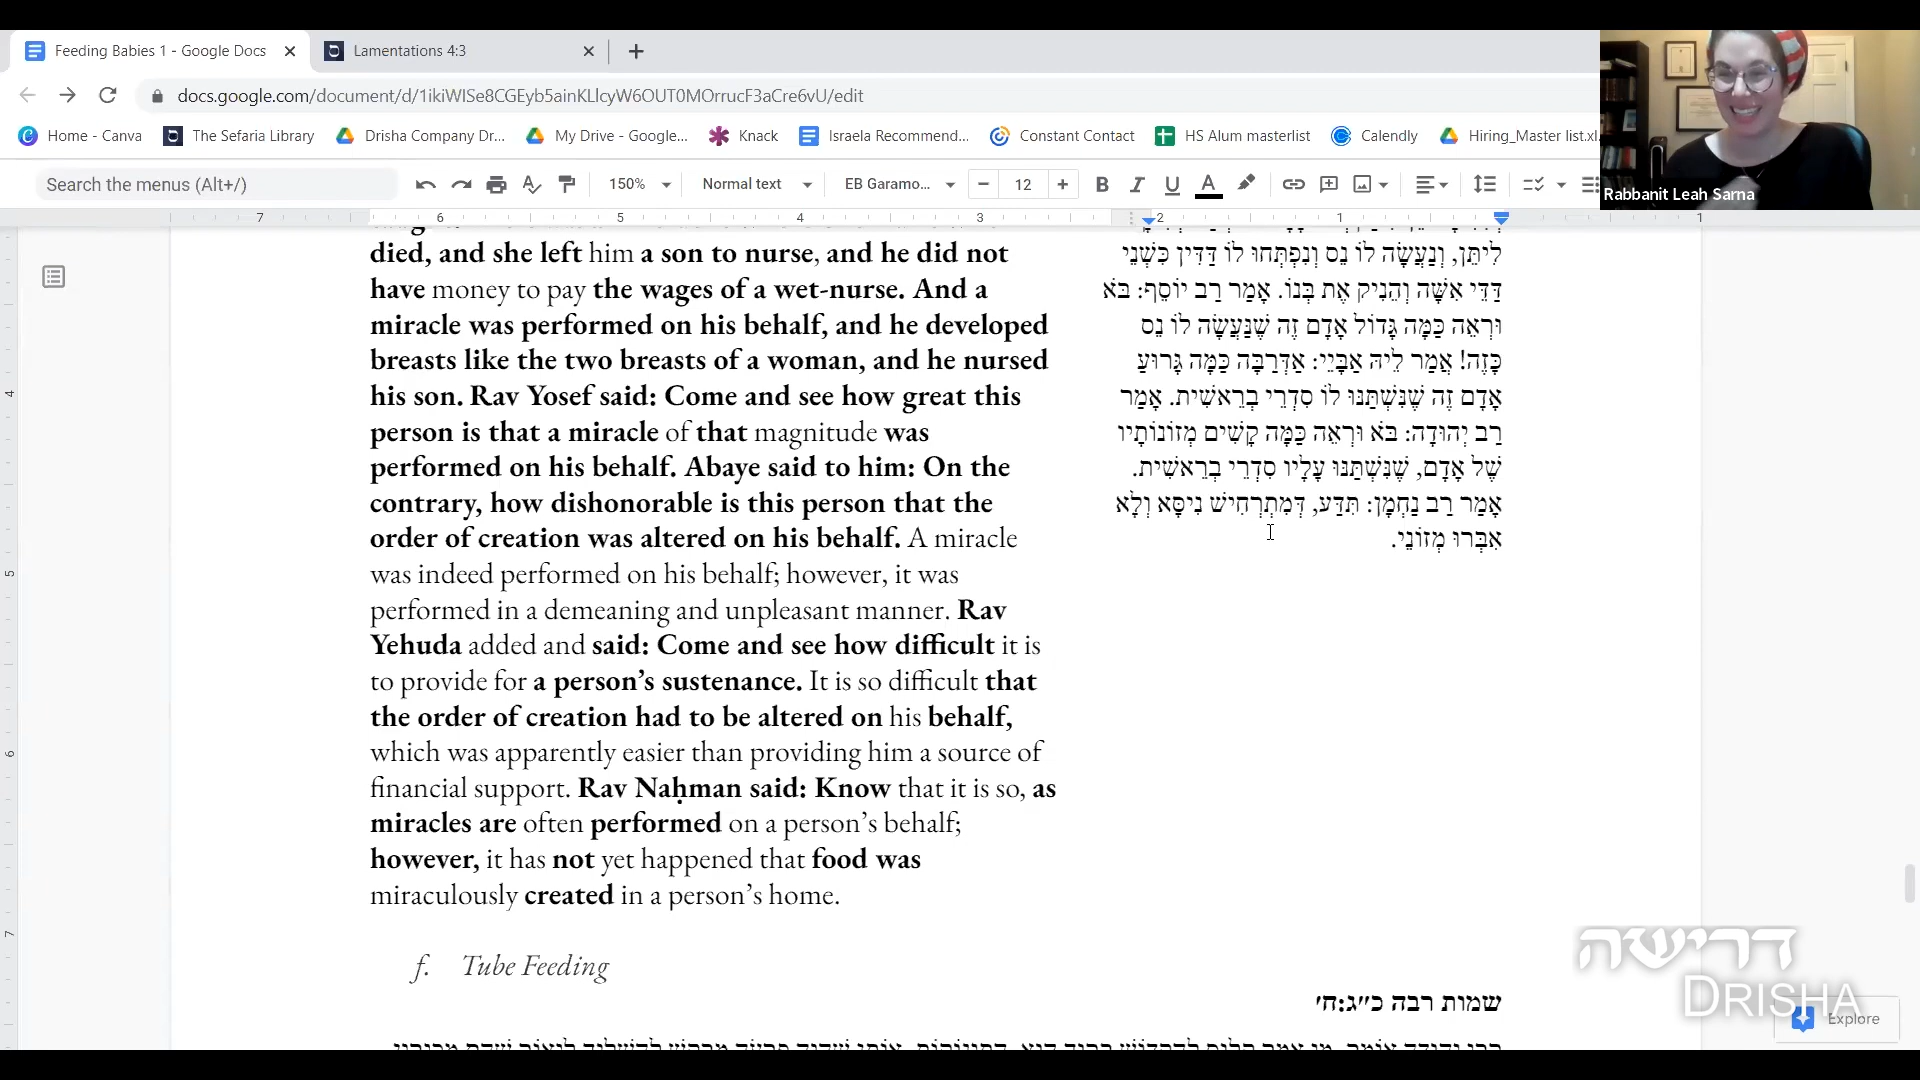 Feeding Babies 1 - Google Docs
Lamentations 4:3
docs.google.com/document/d/1ikiWISe8CGEyb5ainKLlcyW6OUT0MOrrucF3aCre6vU/edit
Home - Canva
The Sefaria Library
Drisha Company Dr...
My Drive - Google...
Knack
Israela Recommend...
Constant Contact
HS Alum masterlist
Calendly
Hiring_Master list.xl
Search the menus (Alt+/)
150%
Normal text
EB Garamo...
12
Rabbanit Leah Sarna
7 6 5 4 3 2 1 1
died, and she left him a son to nurse, and he did not
have money to pay the wages of a wet-nurse. And a
miracle was performed on his behalf, and he developed
breasts like the two breasts of a woman, and he nursed
his son. Rav Yosef said: Come and see how great this
person is that a miracle of that magnitude was
performed on his behalf. Abaye said to him: On the
contrary, how dishonorable is this person that the
order of creation was altered on his behalf. A miracle
was indeed performed on his behalf; however, it was
performed in a demeaning and unpleasant manner. Rav
Yehuda added and said: Come and see how difficult it is
to provide for a person’s sustenance. It is so difficult that
the order of creation had to be altered on his behalf,
which was apparently easier than providing him a source of
financial support. Rav Naḥman said: Know that it is so, as
miracles are often performed on a person’s behalf;
however, it has not yet happened that food was
miraculously created in a person’s home.
לִיתֵּן, וְנַעֲשָׂה לוֹ נֵס וְנִפְתְּחוּ לוֹ דַּדִּין כִּשְׁנֵי
דַּדֵּי אִשָּׁה וְהֵנִיק אֶת בְּנוֹ. אָמַר רַב יוֹסֵף: בֹּא
וּרְאֵה כַּמָּה גָּדוֹל אָדָם זֶה שֶׁנַּעֲשָׂה לוֹ נֵס
כָּזֶה! אֲמַר לֵיהּ אַבָּיֵי: אַדְּרַבָּה כַּמָּה גָּרוּעַ
אָדָם זֶה שֶׁנִּשְׁתַּנּוּ לוֹ סִדְרֵי בְרֵאשִׁית. אָמַר
רַב יְהוּדָה: בֹּא וּרְאֵה כַּמָּה קָשִׁים מְזוֹנוֹתָיו
שֶׁל אָדָם, שֶׁנִּשְׁתַּנּוּ עָלָיו סִדְרֵי בְרֵאשִׁית.
אָמַר רַב נַחְמָן: תִּדַּע, דְּמִתְרְחִישׁ נִיסָּא וְלָא
אִבְּרוּ מְזוֹנֵי.
4
5
6
7
f. Tube Feeding
שמות רבה כ״ג:ח׳
דרישה
DRISHA
Explore